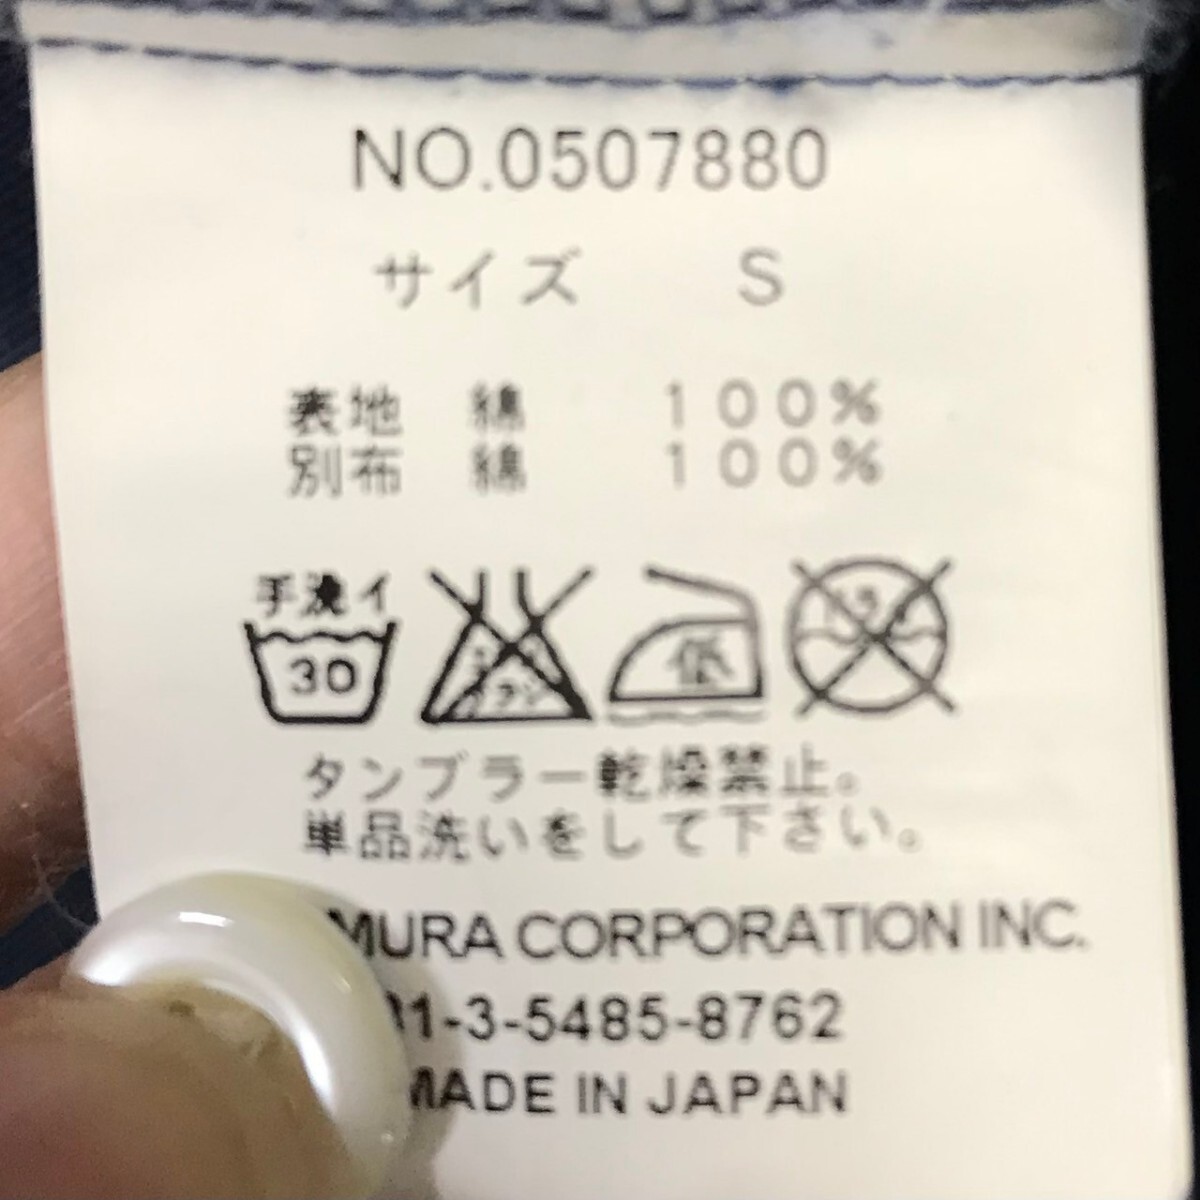 NO.0507880
サイズ S
表地 綿 100%
別布 綿 100%
手洗イ
30
低
タンブラー乾燥禁止。
単品洗いをして下さい。
MURA CORPORATION INC.
1-3-5485-8762
MADE IN JAPAN